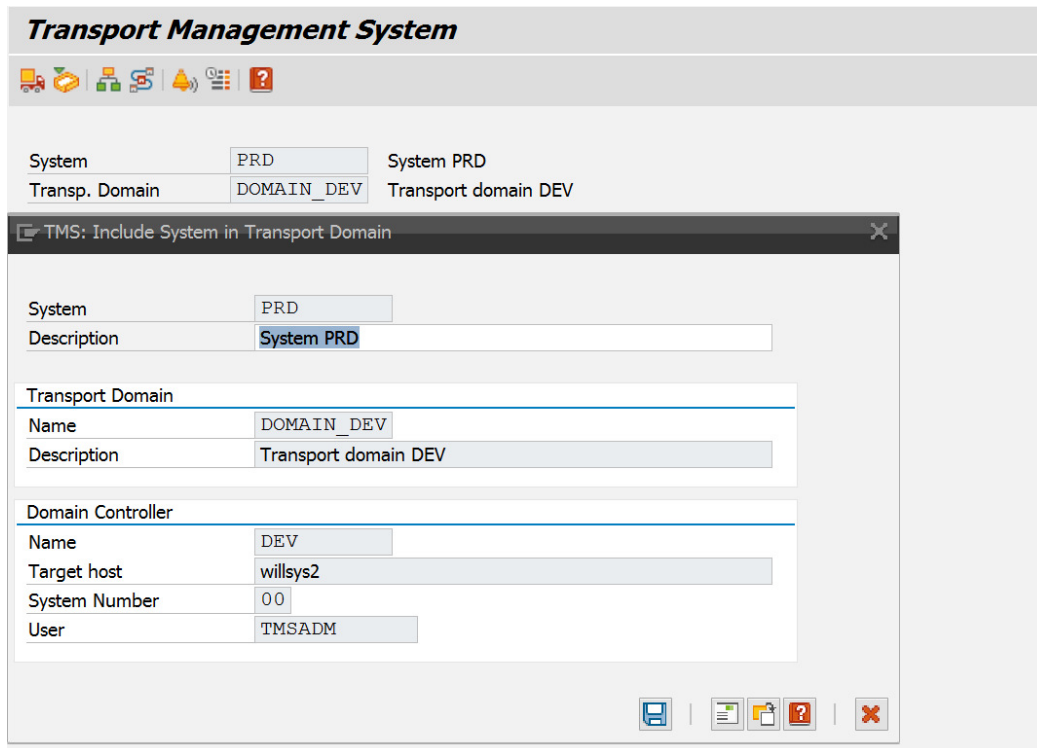 Transport Management System
System PRD System PRD
Transp. Domain DOMAIN_DEV Transport domain DEV
TMS: Include System in Transport Domain
System PRD
Description System PRD
Transport Domain
Name DOMAIN_DEV
Description Transport domain DEV
Domain Controller
Name DEV
Target host willsys2
System Number 00
User TMSADM